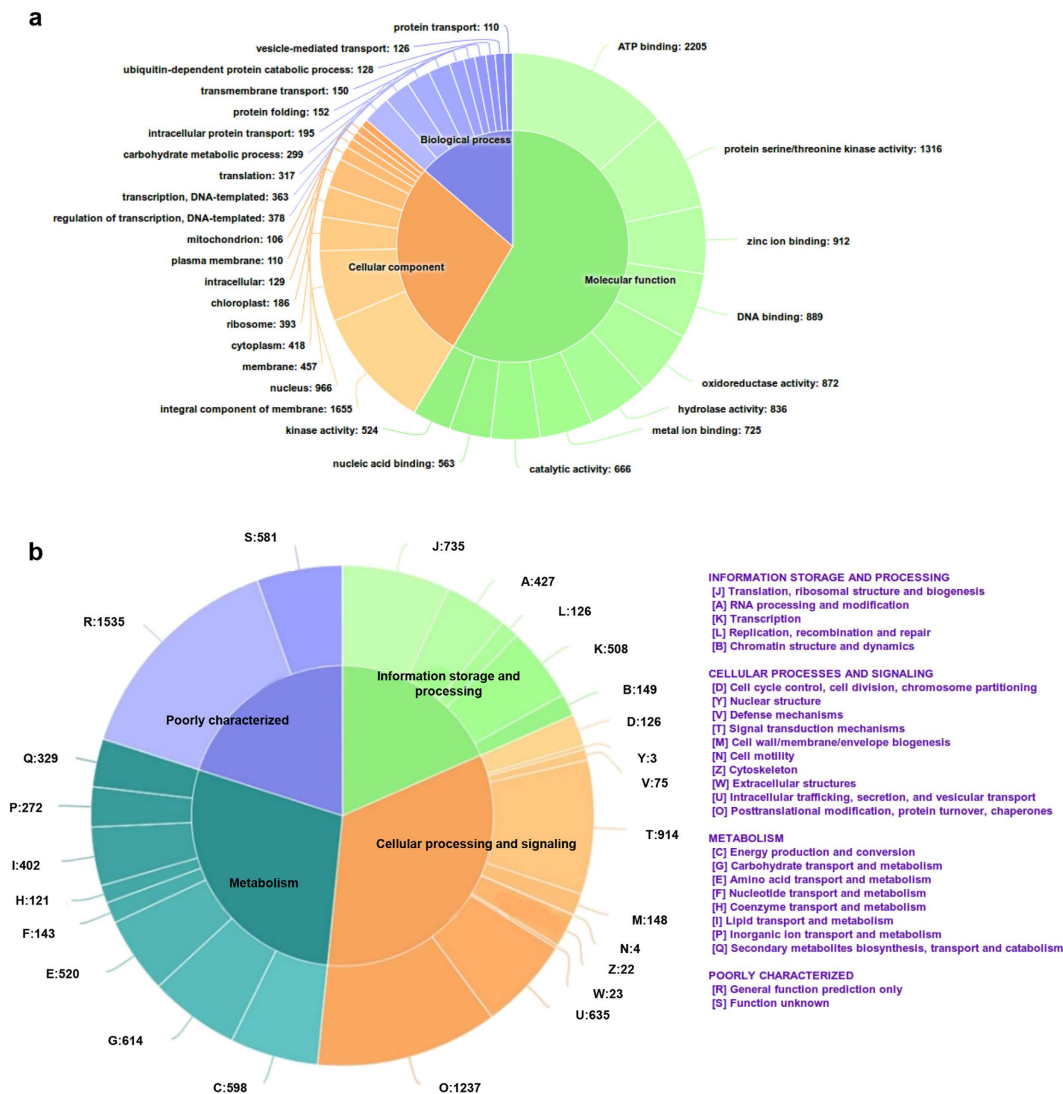 a
protein transport: 110
vesicle-mediated transport: 126
ubiquitin-dependent protein catabolic process: 128
transmembrane transport: 150
protein folding: 152
intracellular protein transport: 195
carbohydrate metabolic process: 299
translation: 317
transcription, DNA-templated: 363
regulation of transcription, DNA-templated: 378
mitochondrion: 106
plasma membrane: 110
intracellular: 129
chloroplast: 186
ribosome: 393
cytoplasm: 418
membrane: 457
nucleus: 966
integral component of membrane: 1655
kinase activity: 524
nucleic acid binding: 563
catalytic activity: 666
metal ion binding: 725
hydrolase activity: 836
oxidoreductase activity: 872
DNA binding: 889
zinc ion binding: 912
protein serine/threonine kinase activity: 1316
ATP binding: 2205
Biological process
Cellular component
Molecular function
b
S:581
R:1535
Q:329
P:272
I:402
H:121
F:143
E:520
G:614
C:598
O:1237
U:635
W:23
Z:22
N:4
M:148
T:914
V:75
Y:3
D:126
B:149
K:508
L:126
A:427
J:735
Information storage and
processing
Poorly characterized
Cellular processing and signaling
Metabolism
INFORMATION STORAGE AND PROCESSING
[J] Translation, ribosomal structure and biogenesis
[A] RNA processing and modification
[K] Transcription
[L] Replication, recombination and repair
[B] Chromatin structure and dynamics
CELLULAR PROCESSES AND SIGNALING
[D] Cell cycle control, cell division, chromosome partitioning
[Y] Nuclear structure
[V] Defense mechanisms
[T] Signal transduction mechanisms
[M] Cell wall/membrane/envelope biogenesis
[N] Cell motility
[Z] Cytoskeleton
[W] Extracellular structures
[U] Intracellular trafficking, secretion, and vesicular transport
[O] Posttranslational modification, protein turnover, chaperones
METABOLISM
[C] Energy production and conversion
[G] Carbohydrate transport and metabolism
[E] Amino acid transport and metabolism
[F] Nucleotide transport and metabolism
[H] Coenzyme transport and metabolism
[I] Lipid transport and metabolism
[P] Inorganic ion transport and metabolism
[Q] Secondary metabolites biosynthesis, transport and catabolism
POORLY CHARACTERIZED
[R] General function prediction only
[S] Function unknown